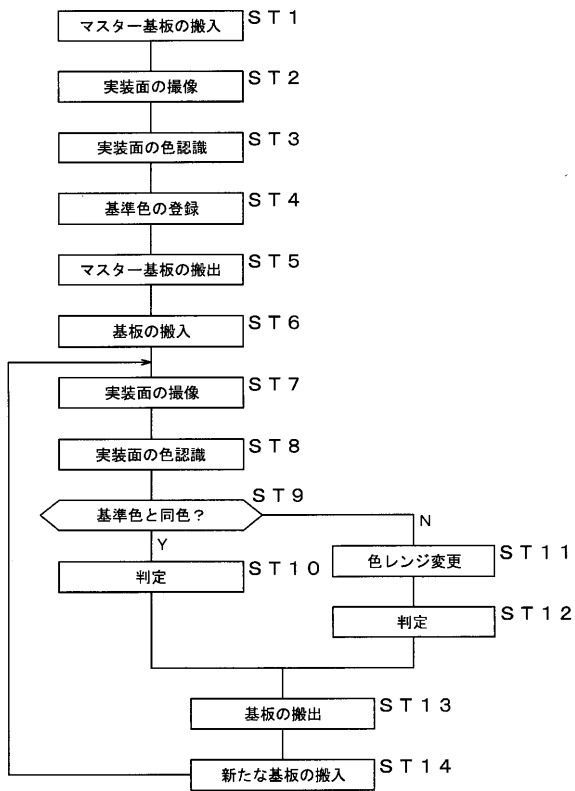 マスター基板の搬入 ST1
実装面の撮像 ST2
実装面の色認識 ST3
基準色の登録 ST4
マスター基板の搬出 ST5
基板の搬入 ST6
実装面の撮像 ST7
実装面の色認識 ST8
基準色と同色？ ST9
Y
N
判定 ST10
色レンジ変更 ST11
判定 ST12
基板の搬出 ST13
新たな基板の搬入 ST14